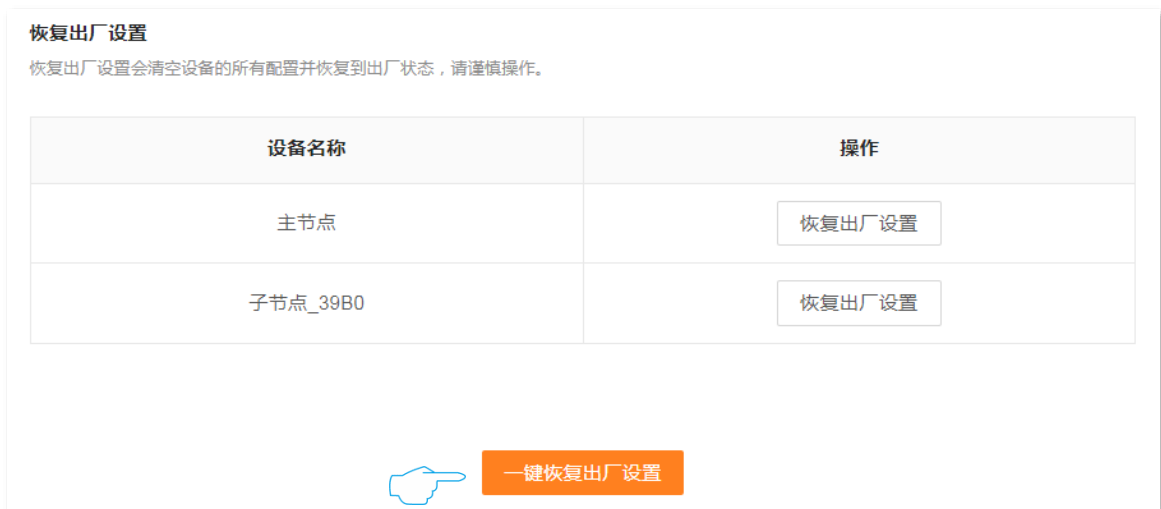 恢复出厂设置
恢复出厂设置会清空设备的所有配置并恢复到出厂状态，请谨慎操作。
设备名称 操作
主节点 恢复出厂设置
子节点_39B0 恢复出厂设置
一键恢复出厂设置